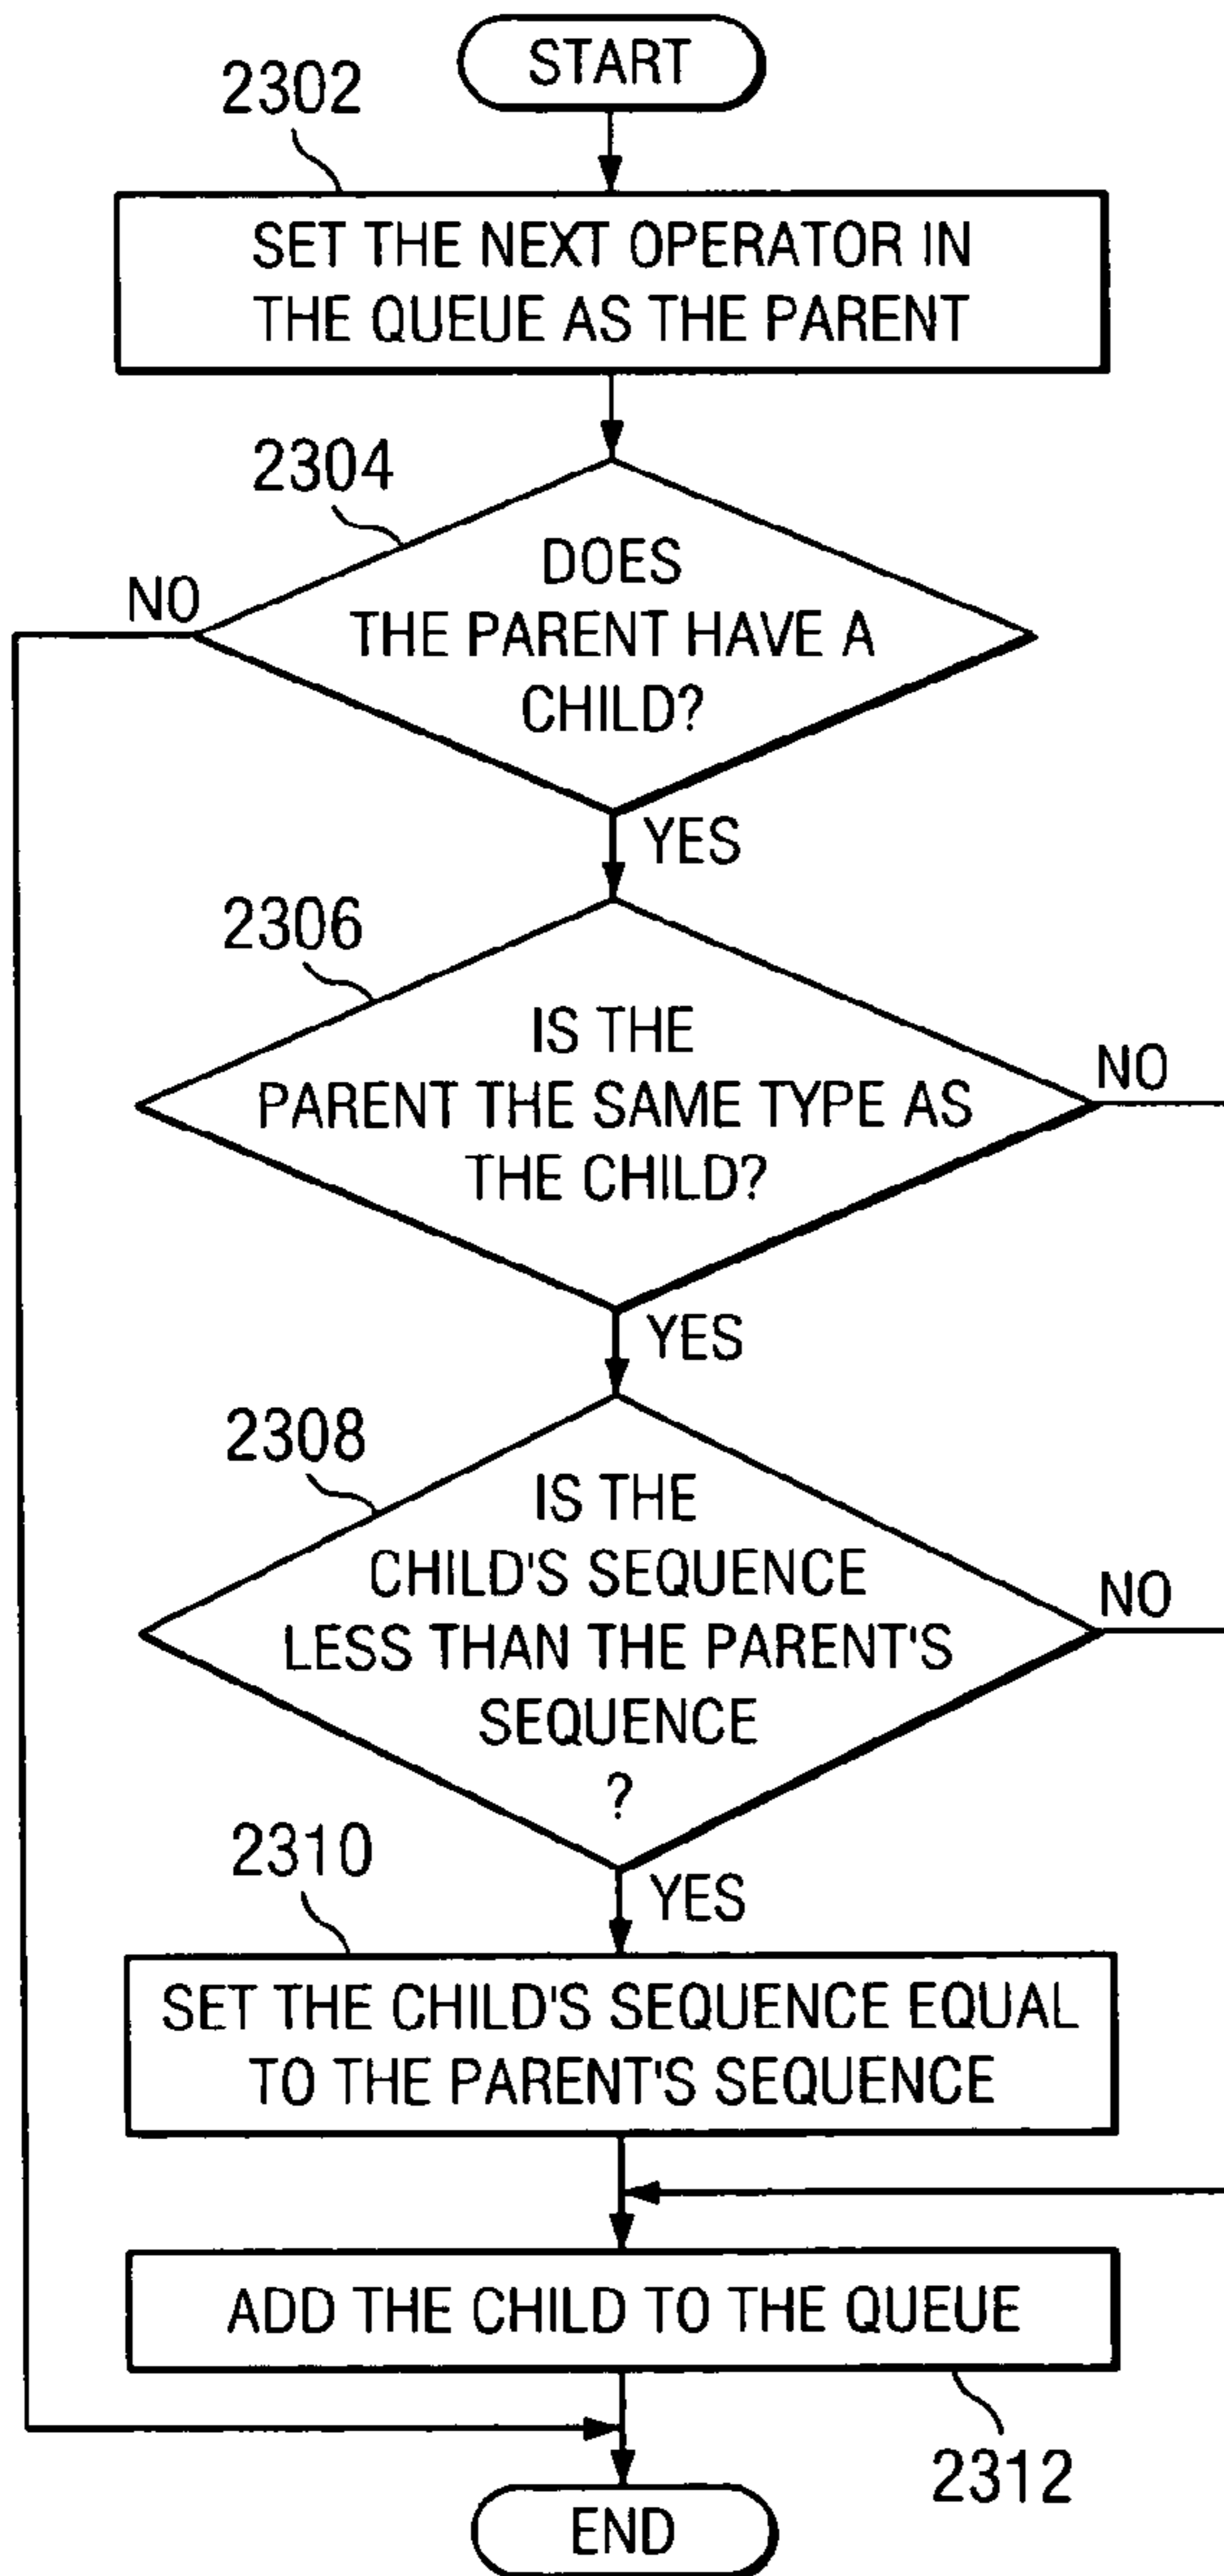 START
2302
SET THE NEXT OPERATOR IN
THE QUEUE AS THE PARENT
2304
NO
DOES
THE PARENT HAVE A
CHILD?
YES
2306
IS THE
PARENT THE SAME TYPE AS
THE CHILD?
NO
YES
2308
IS THE
CHILD'S SEQUENCE
LESS THAN THE PARENT'S
SEQUENCE
?
NO
YES
2310
SET THE CHILD'S SEQUENCE EQUAL
TO THE PARENT'S SEQUENCE
ADD THE CHILD TO THE QUEUE
2312
END